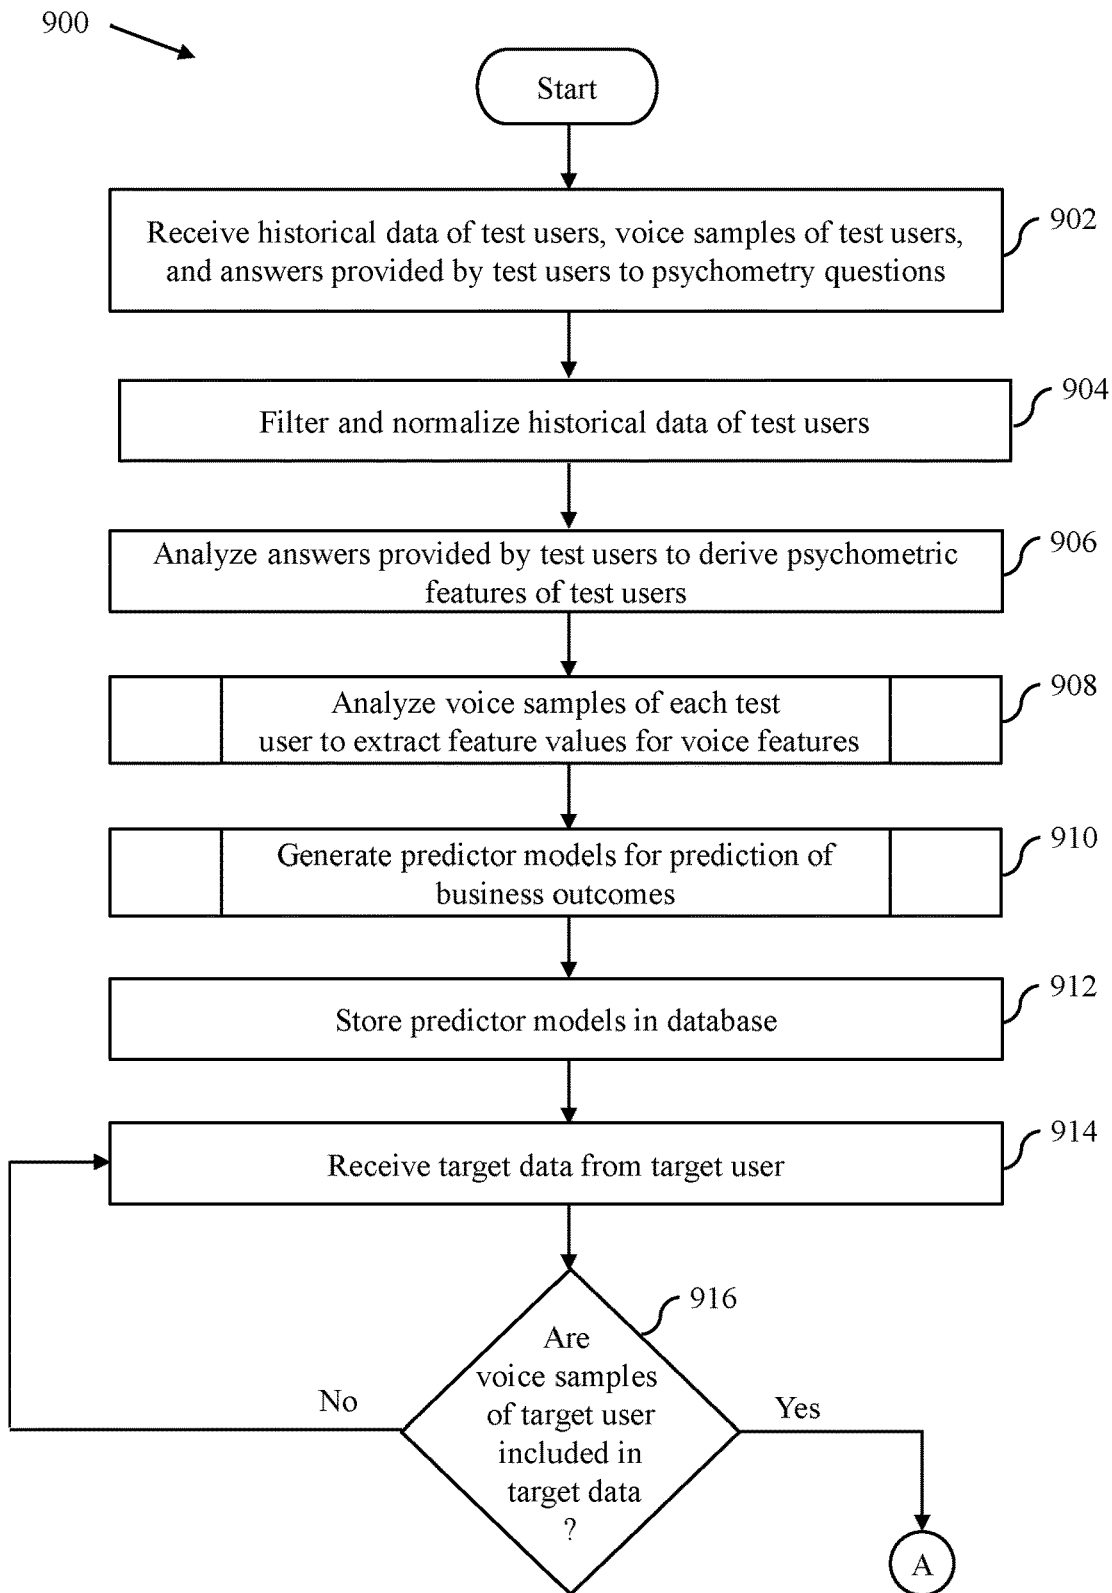 900
Start
Receive historical data of test users, voice samples of test users,
and answers provided by test users to psychometry questions
902
Filter and normalize historical data of test users
904
Analyze answers provided by test users to derive psychometric
features of test users
906
Analyze voice samples of each test
user to extract feature values for voice features
908
Generate predictor models for prediction of
business outcomes
910
Store predictor models in database
912
Receive target data from target user
914
916
Are
voice samples
of target user
included in
target data
?
No
Yes
A